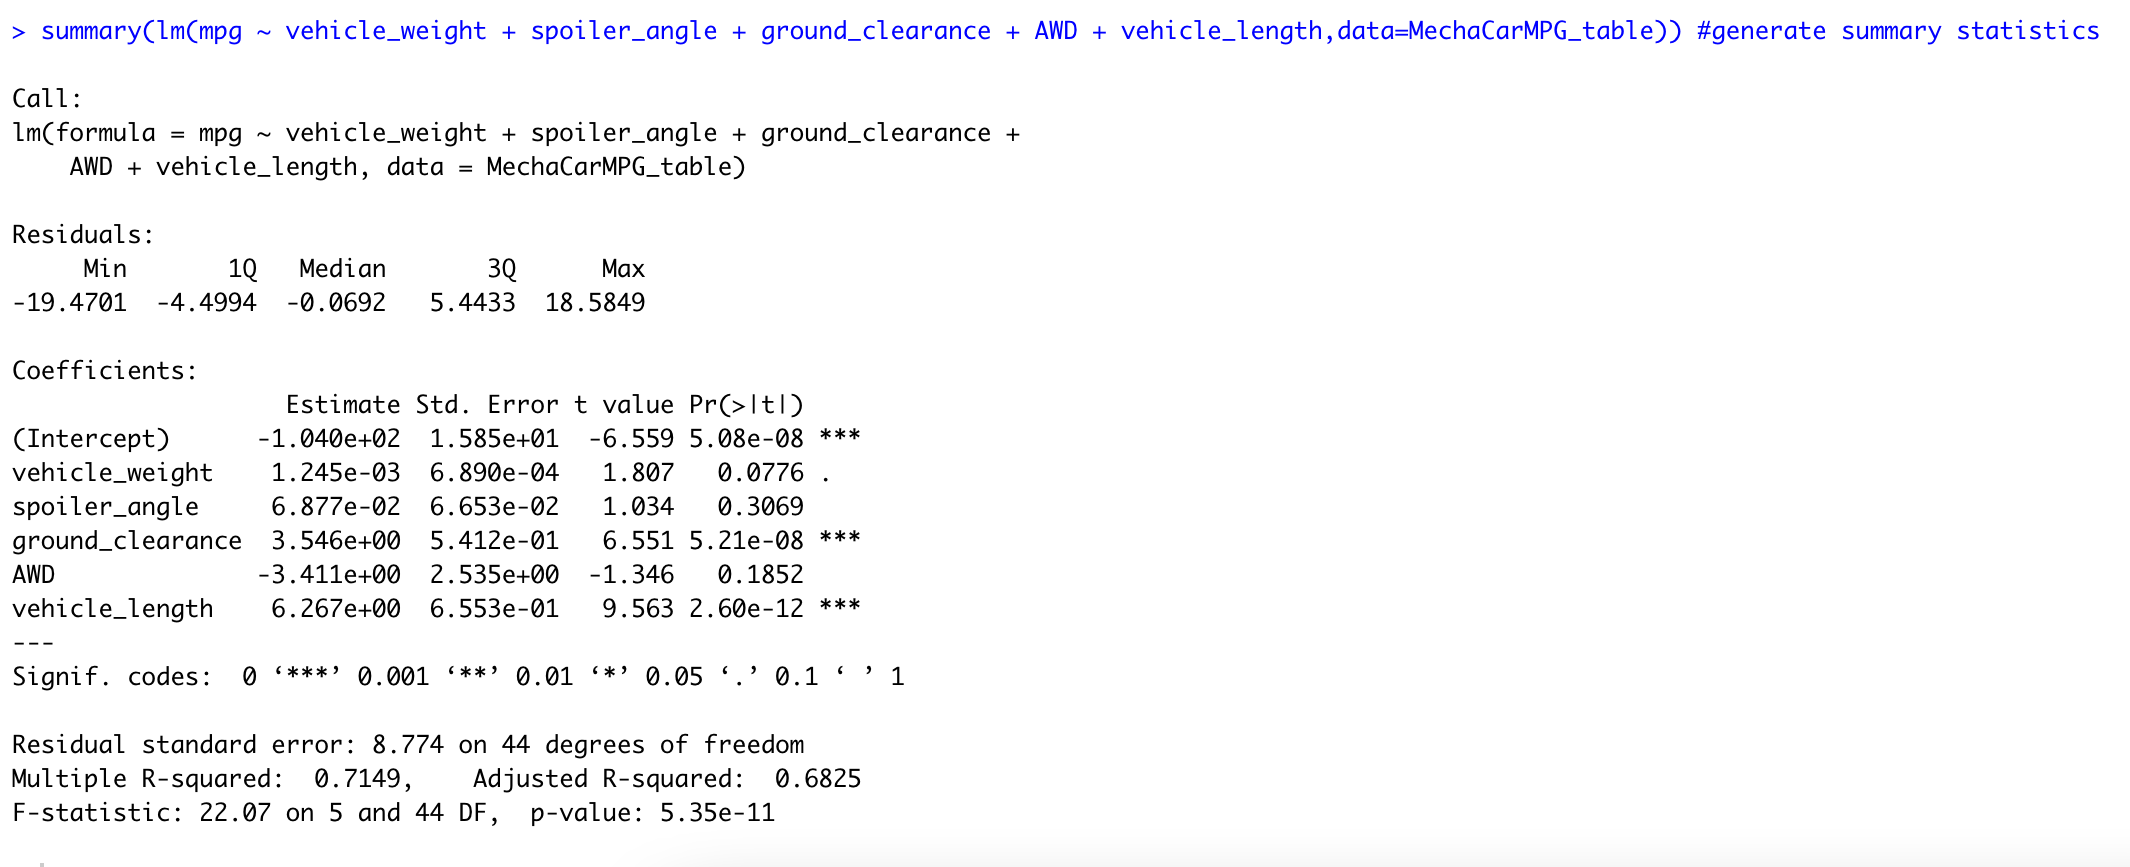 > summary(lm(mpg ~ vehicle_weight + spoiler_angle + ground_clearance + AWD + vehicle_length,data=MechaCarMPG_table)) #generate summary statistics

Call:
lm(formula = mpg ~ vehicle_weight + spoiler_angle + ground_clearance +
    AWD + vehicle_length, data = MechaCarMPG_table)

Residuals:
     Min       1Q   Median       3Q      Max
-19.4701  -4.4994  -0.0692   5.4433  18.5849

Coefficients:
                   Estimate Std. Error t value Pr(>|t|)
(Intercept)      -1.040e+02  1.585e+01  -6.559 5.08e-08 ***
vehicle_weight    1.245e-03  6.890e-04   1.807   0.0776 .
spoiler_angle     6.877e-02  6.653e-02   1.034   0.3069
ground_clearance  3.546e+00  5.412e-01   6.551 5.21e-08 ***
AWD              -3.411e+00  2.535e+00  -1.346   0.1852
vehicle_length    6.267e+00  6.553e-01   9.563 2.60e-12 ***
---
Signif. codes:  0 ‘***’ 0.001 ‘**’ 0.01 ‘*’ 0.05 ‘.’ 0.1 ‘ ’ 1

Residual standard error: 8.774 on 44 degrees of freedom
Multiple R-squared:  0.7149,    Adjusted R-squared:  0.6825
F-statistic: 22.07 on 5 and 44 DF,  p-value: 5.35e-11